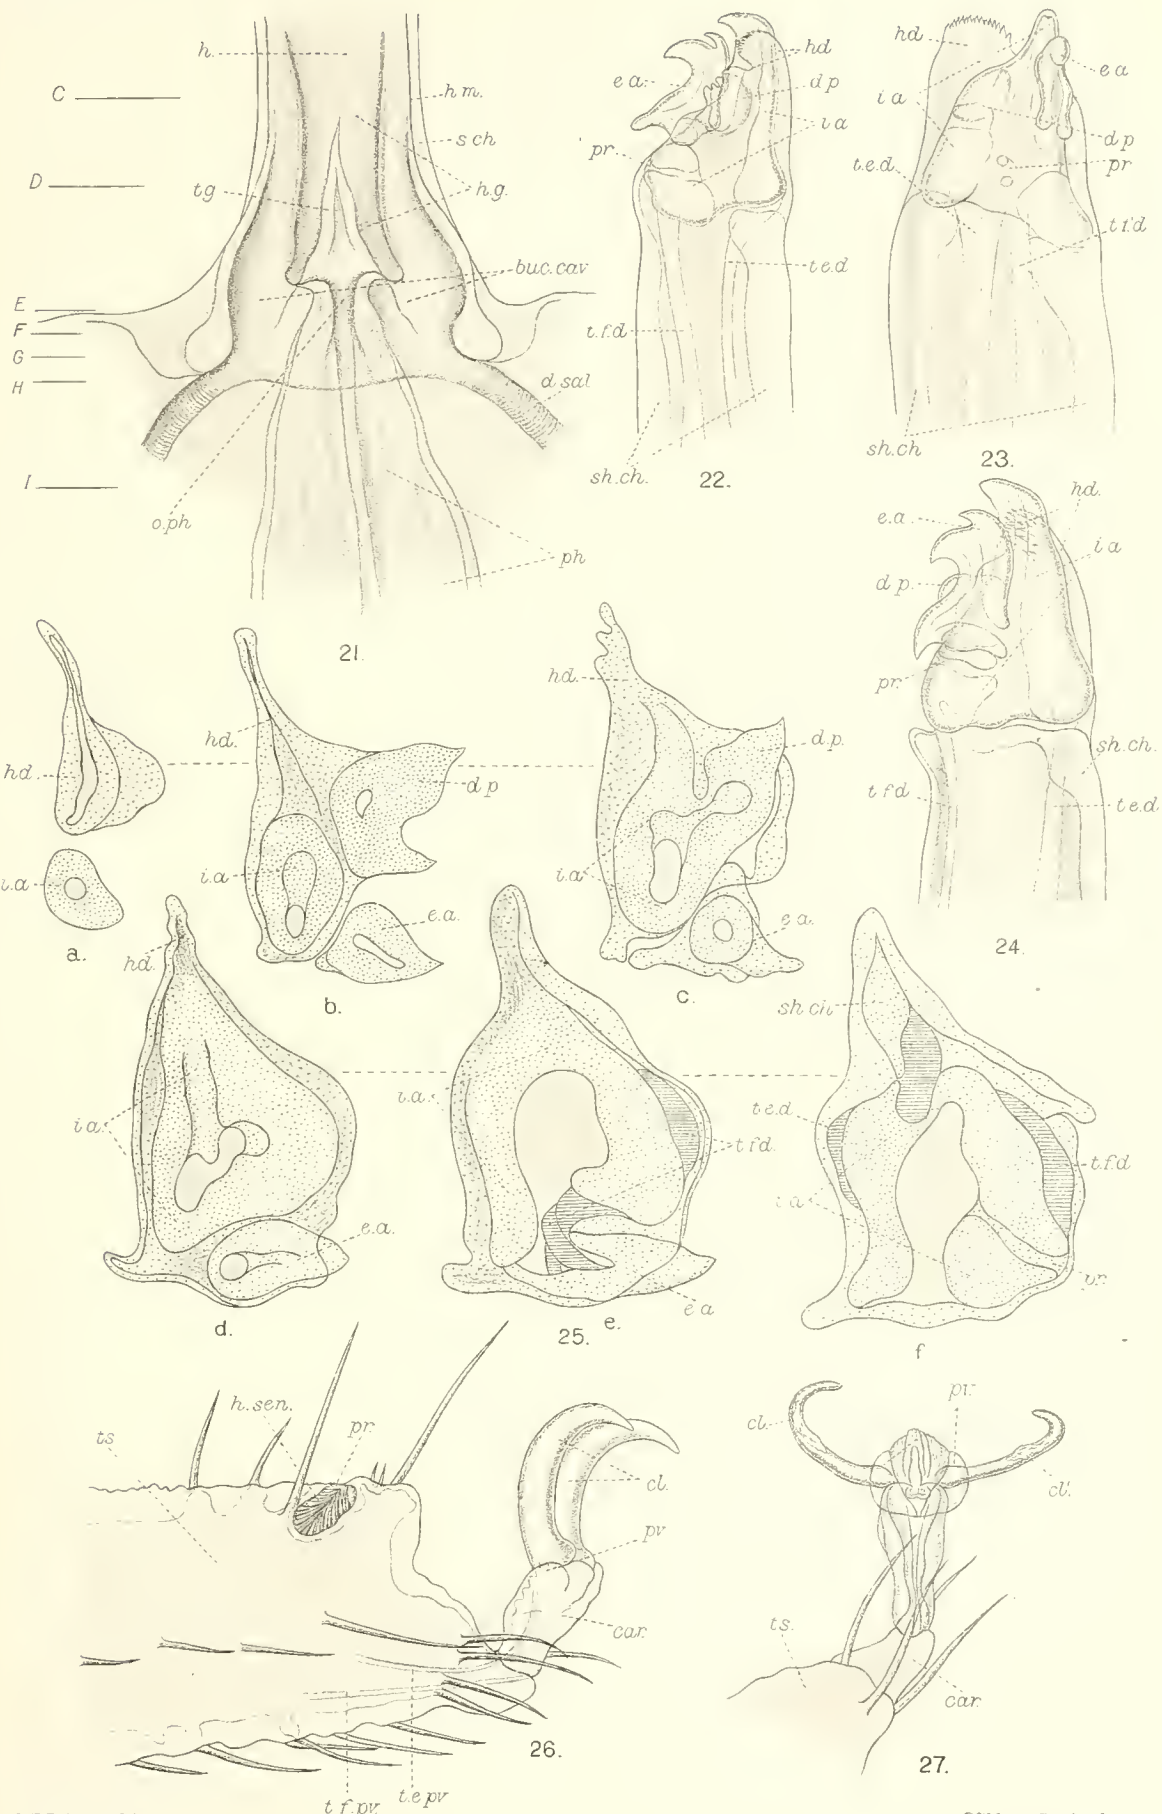 h.
C
h m.
s ch
D
t g
h.g.
buc. cav
E
F
G
H
d sal
I
o.ph
ph
21.
hd
e a.
d p
i a
pr.
t.e.d
t.f.d
sh.ch.
22.
hd
e a
i a
d p
pr
t.e.d
t f.d
sh.ch
23.
hd.
e.a
i a
d p.
pr.
sh.ch.
t f d
t e.d
24.
hd.
i.a
a.
hd.
d p
i.a
e.a.
b.
hd.
d.p.
i.a
e a.
c.
hd.
i a.
e.a.
d.
i.a.
t.f.d.
e a
e.
25.
sh ch.
t.e.d
t.f.d
i.a
pr.
f
h. sen.
pr.
ts
cl.
pv
car.
26.
t f. pv.
t.e pv
pr.
cl.
cl'.
ts.
car.
27.